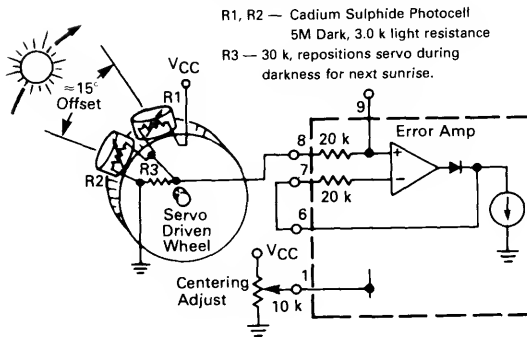 R1, R2 — Cadium Sulphide Photocell
5M Dark, 3.0 k light resistance
R3 — 30 k, repositions servo during
darkness for next sunrise.
VCC
≈15°
Offset
R1
R2
R3
9
8
20 k
Error Amp
+
7
20 k
−
6
Servo
Driven
Wheel
VCC
Centering
Adjust
1
10 k